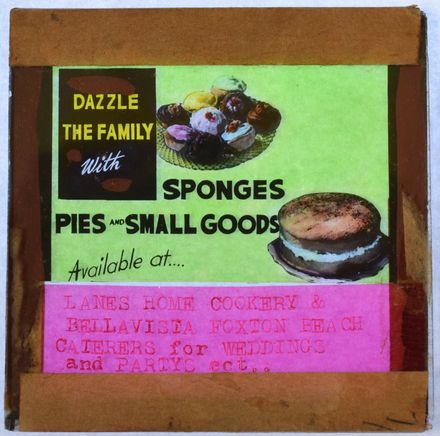 DAZZLE
THE FAMILY
With
SPONGES
PIES AND SMALL GOODS
Available at....
LANES HOME COOKERY &
BELLAVISTA FOXTON BEACH
CATERERS for WEDDINGS
and PARTYS ect..